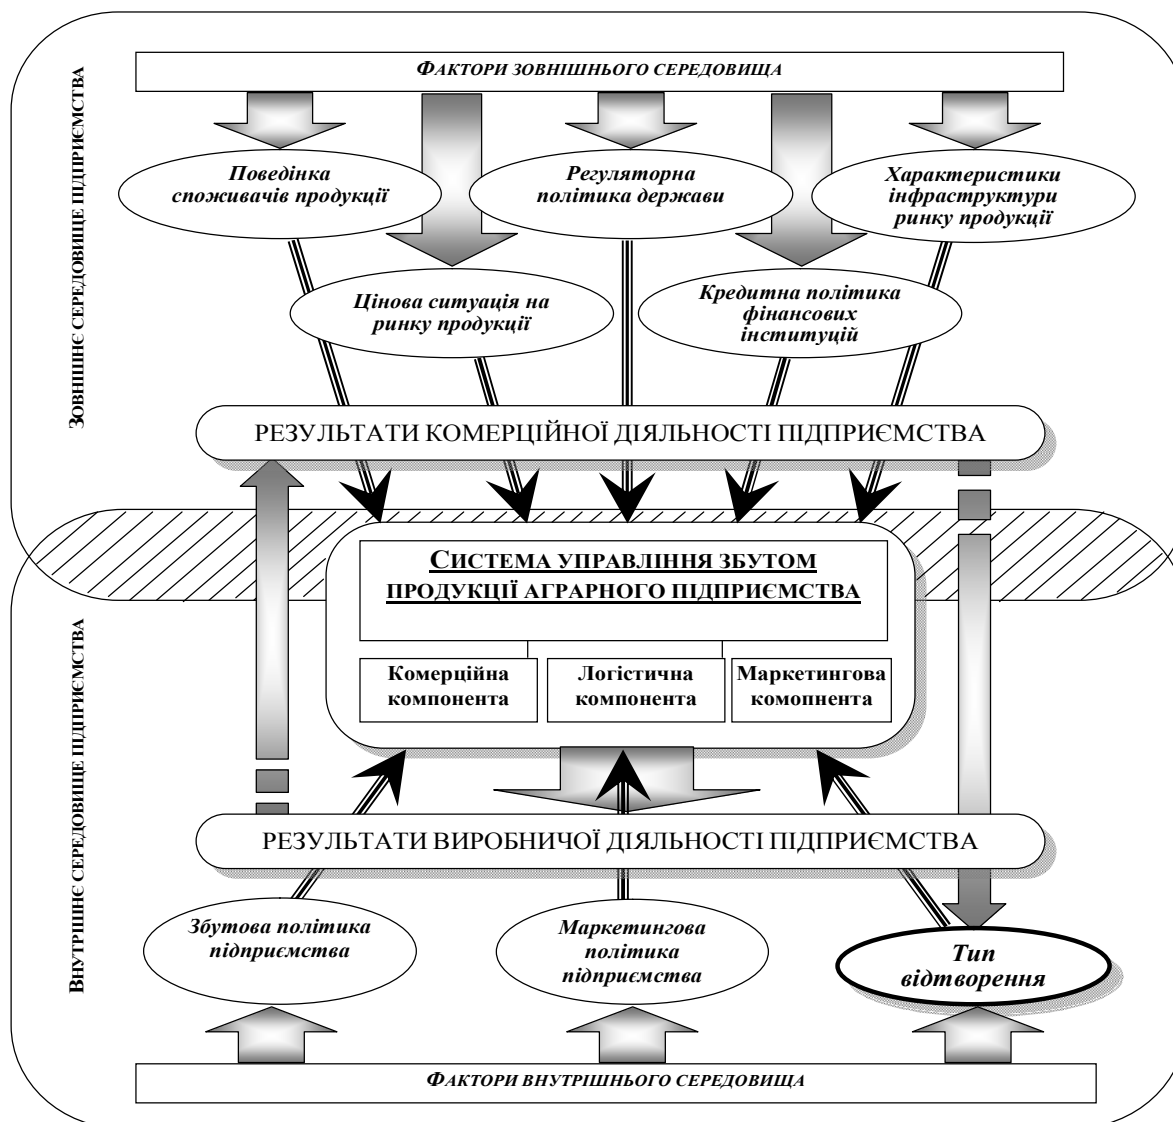 ФАКТОРИ ЗОВНІШНЬОГО СЕРЕДОВИЩА
ЗОВНІШНЄ СЕРЕДОВИЩЕ ПІДПРИЄМСТВА
Поведінка
споживачів продукції
Регуляторна
політика держави
Характеристики
інфраструктури
ринку продукції
Цінова ситуація на
ринку продукції
Кредитна політика
фінансових
інституцій
РЕЗУЛЬТАТИ КОМЕРЦІЙНОЇ ДІЯЛЬНОСТІ ПІДПРИЄМСТВА
СИСТЕМА УПРАВЛІННЯ ЗБУТОМ
ПРОДУКЦІЇ АГРАРНОГО ПІДПРИЄМСТВА
Комерційна
компонента
Логістична
компонента
Маркетингова
комопнента
ВНУТРІШНЄ СЕРЕДОВИЩЕ ПІДПРИЄМСТВА
РЕЗУЛЬТАТИ ВИРОБНИЧОЇ ДІЯЛЬНОСТІ ПІДПРИЄМСТВА
Збутова політика
підприємства
Маркетингова
політика
підприємства
Тип
відтворення
ФАКТОРИ ВНУТРІШНЬОГО СЕРЕДОВИЩА